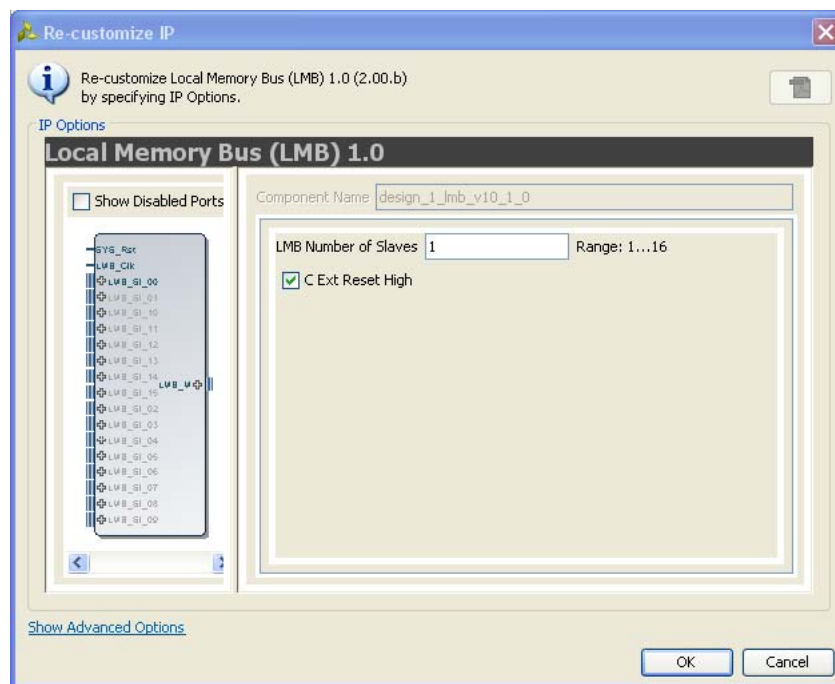 Re-customize IP
Re-customize Local Memory Bus (LMB) 1.0 (2.00.b)
by specifying IP Options.
IP Options
Local Memory Bus (LMB) 1.0
Show Disabled Ports
SYS_Rst
LMB_Clk
LMB_Sl_00
LMB_Sl_01
LMB_Sl_10
LMB_Sl_11
LMB_Sl_12
LMB_Sl_13
LMB_Sl_14
LMB_M
LMB_Sl_15
LMB_Sl_02
LMB_Sl_03
LMB_Sl_04
LMB_Sl_05
LMB_Sl_06
LMB_Sl_07
LMB_Sl_08
LMB_Sl_09
Component Name design_1_lmb_v10_1_0
LMB Number of Slaves 1 Range: 1...16
C Ext Reset High
Show Advanced Options
OK Cancel